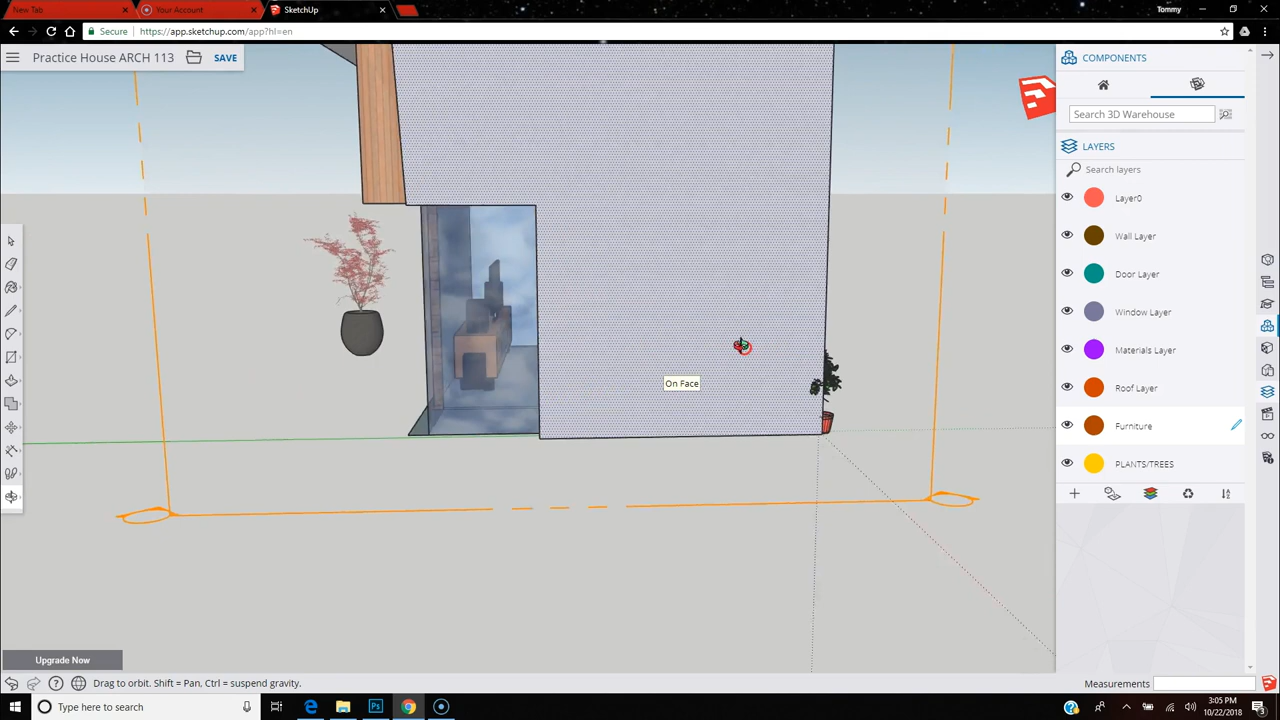 New Tab
Your Account
SketchUp
Tommy
Secure
https://app.sketchup.com/app?hl=en
Practice House ARCH 113
SAVE
COMPONENTS
Search 3D Warehouse
LAYERS
Search layers
Layer0
Wall Layer
Door Layer
Window Layer
Materials Layer
Roof Layer
Furniture
PLANTS/TREES
On Face
Upgrade Now
Drag to orbit. Shift = Pan, Ctrl = suspend gravity.
Measurements
Type here to search
3:05 PM
10/22/2018